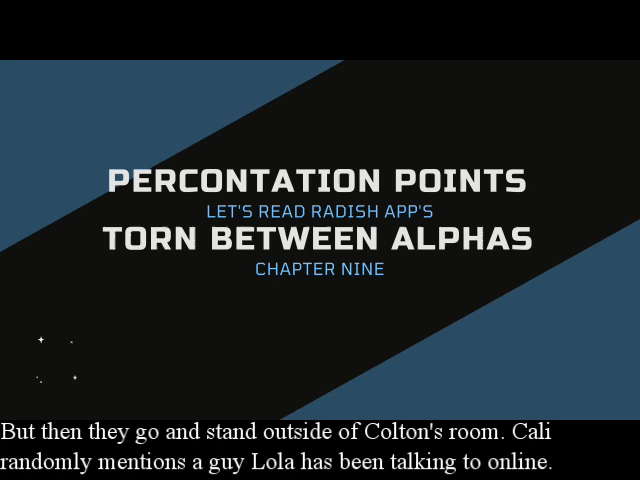 PERCONTATION POINTS
LET'S READ RADISH APP'S
TORN BETWEEN ALPHAS
CHAPTER NINE
But then they go and stand outside of Colton's room. Cali
randomly mentions a guy Lola has been talking to online.